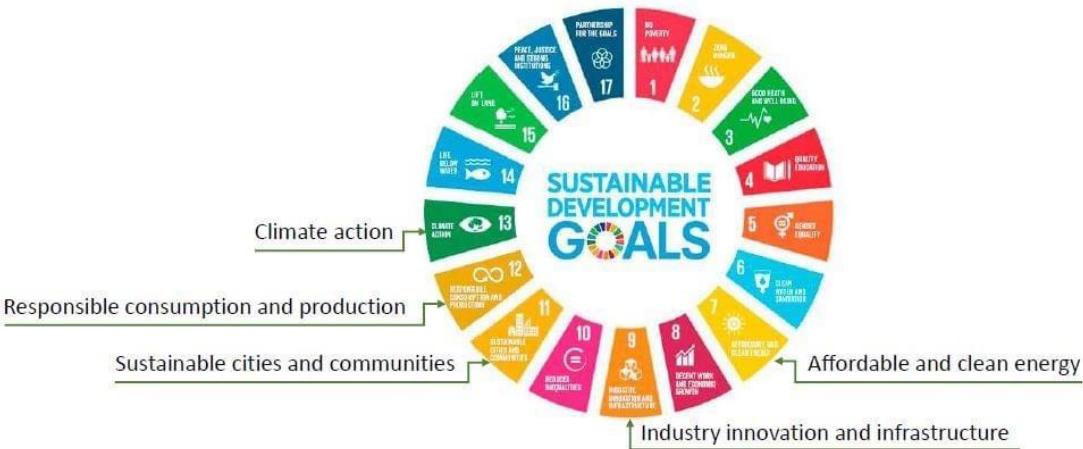 PARTNERSHIP
FOR THE GOALS
17
NO
POVERTY
1
ZERO
HUNGER
2
GOOD HEATH
AND WELL BEING
3
4
QUALITY
EDUCATION
5
GENDER
EQUALITY
6
CLEAN
WATER AND
SANITATION
7
AFFORDABLE AND
CLEAN ENERGY
8
DECENT WORK
AND ECONOMIC
GROWTH
9
INDUSTRY,
INNOVATION AND
INFRASTRUCTURE
10
REDUCED
INEQUALITIES
11
SUSTAINABLE
CITIES AND
COMMUNITIES
12
RESPONSIBLE
CONSUMPTION AND
PRODUCTION
CLIMATE
ACTION
13
LIFE
BELOW
WATER
14
LIFE
ON LAND
15
PEACE, JUSTICE
AND STRONG
INSTITUTIONS
16
SUSTAINABLE
DEVELOPMENT
GOALS
Climate action
Responsible consumption and production
Sustainable cities and communities
Affordable and clean energy
Industry innovation and infrastructure